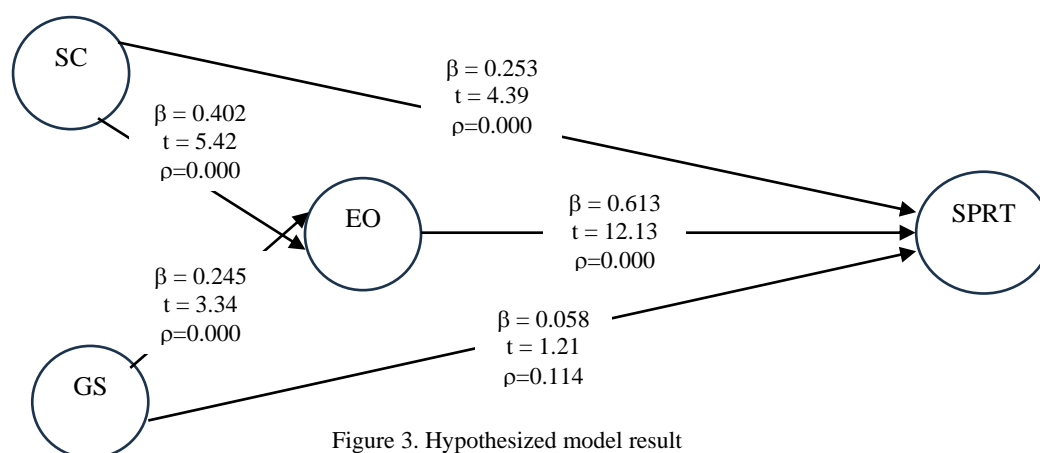 SC
β = 0.253
t = 4.39
ρ=0.000
β = 0.402
t = 5.42
ρ=0.000
EO
SPRT
β = 0.613
t = 12.13
ρ=0.000
β = 0.245
t = 3.34
ρ=0.000
β = 0.058
t = 1.21
ρ=0.114
GS
Figure 3. Hypothesized model result